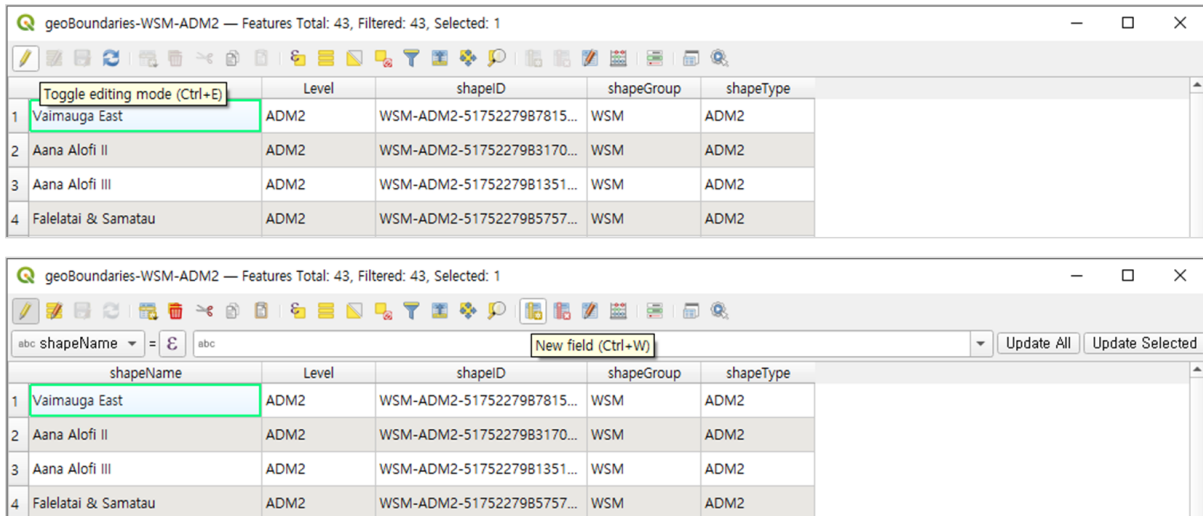 geoBoundaries-WSM-ADM2 — Features Total: 43, Filtered: 43, Selected: 1
Toggle editing mode (Ctrl+E)
Level shapeID shapeGroup shapeType
1 Vaimauga East ADM2 WSM-ADM2-51752279B7815... WSM ADM2
2 Aana Alofi II ADM2 WSM-ADM2-51752279B3170... WSM ADM2
3 Aana Alofi III ADM2 WSM-ADM2-51752279B1351... WSM ADM2
4 Falelatai & Samatau ADM2 WSM-ADM2-51752279B5757... WSM ADM2
geoBoundaries-WSM-ADM2 — Features Total: 43, Filtered: 43, Selected: 1
abc shapeName = ε abc New field (Ctrl+W) Update All Update Selected
shapeName Level shapeID shapeGroup shapeType
1 Vaimauga East ADM2 WSM-ADM2-51752279B7815... WSM ADM2
2 Aana Alofi II ADM2 WSM-ADM2-51752279B3170... WSM ADM2
3 Aana Alofi III ADM2 WSM-ADM2-51752279B1351... WSM ADM2
4 Falelatai & Samatau ADM2 WSM-ADM2-51752279B5757... WSM ADM2